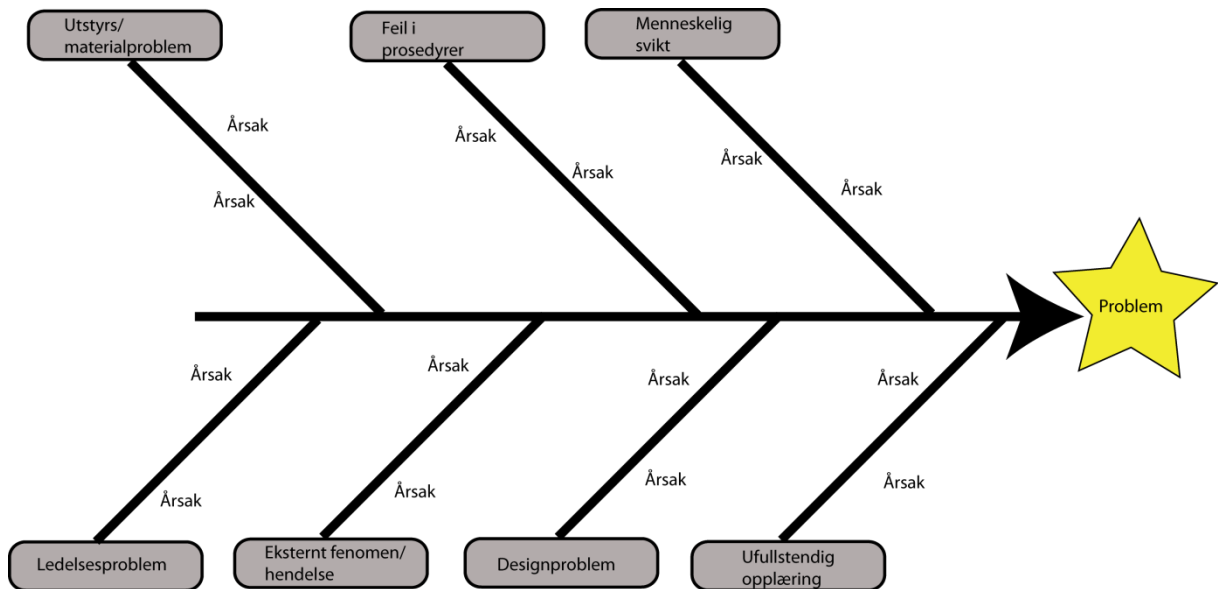 Utstyrs/
materialproblem
Feil i
prosedyrer
Menneskelig
svikt
Årsak
Årsak
Årsak
Årsak
Årsak
Årsak
Problem
Årsak
Årsak
Årsak
Årsak
Årsak
Årsak
Årsak
Årsak
Ledelsesproblem
Eksternt fenomen/
hendelse
Designproblem
Ufullstendig
opplæring